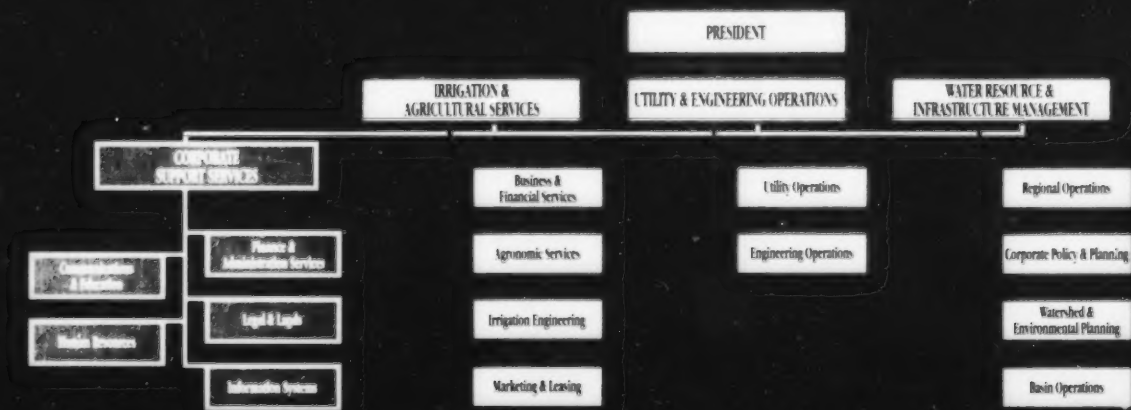 PRESIDENT
IRRIGATION &
AGRICULTURAL SERVICES
UTILITY & ENGINEERING OPERATIONS
WATER RESOURCE &
INFRASTRUCTURE MANAGEMENT
CORPORATE
SUPPORT SERVICES
Communications
& Education
Human Resources
Finance &
Administration Services
Legal & Lands
Information Systems
Business &
Financial Services
Agronomic Services
Irrigation Engineering
Marketing & Leasing
Utility Operations
Engineering Operations
Regional Operations
Corporate Policy & Planning
Watershed &
Environmental Planning
Basin Operations